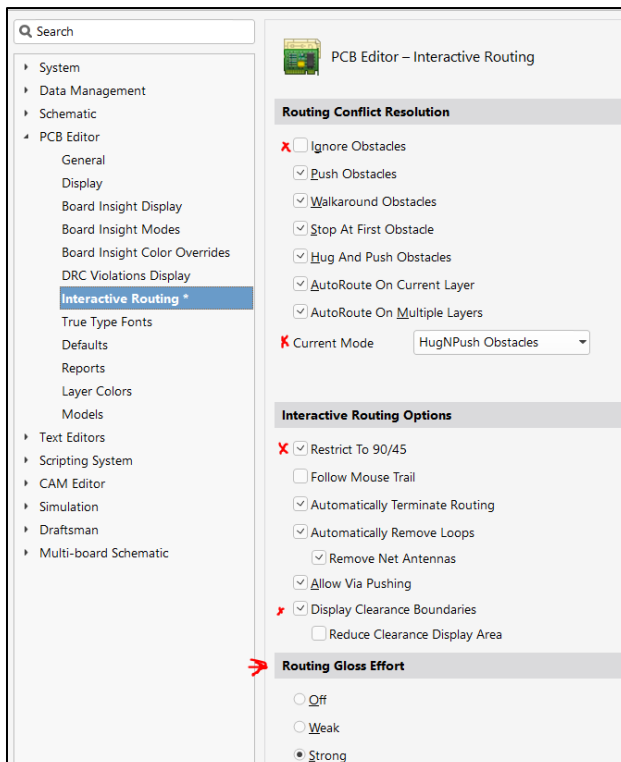 Search
System
Data Management
Schematic
PCB Editor
General
Display
Board Insight Display
Board Insight Modes
Board Insight Color Overrides
DRC Violations Display
Interactive Routing *
True Type Fonts
Defaults
Reports
Layer Colors
Models
Text Editors
Scripting System
CAM Editor
Simulation
Draftsman
Multi-board Schematic
PCB Editor – Interactive Routing
Routing Conflict Resolution
Ignore Obstacles
Push Obstacles
Walkaround Obstacles
Stop At First Obstacle
Hug And Push Obstacles
AutoRoute On Current Layer
AutoRoute On Multiple Layers
Current Mode HugNPush Obstacles
Interactive Routing Options
Restrict To 90/45
Follow Mouse Trail
Automatically Terminate Routing
Automatically Remove Loops
Remove Net Antennas
Allow Via Pushing
Display Clearance Boundaries
Reduce Clearance Display Area
Routing Gloss Effort
Off
Weak
Strong